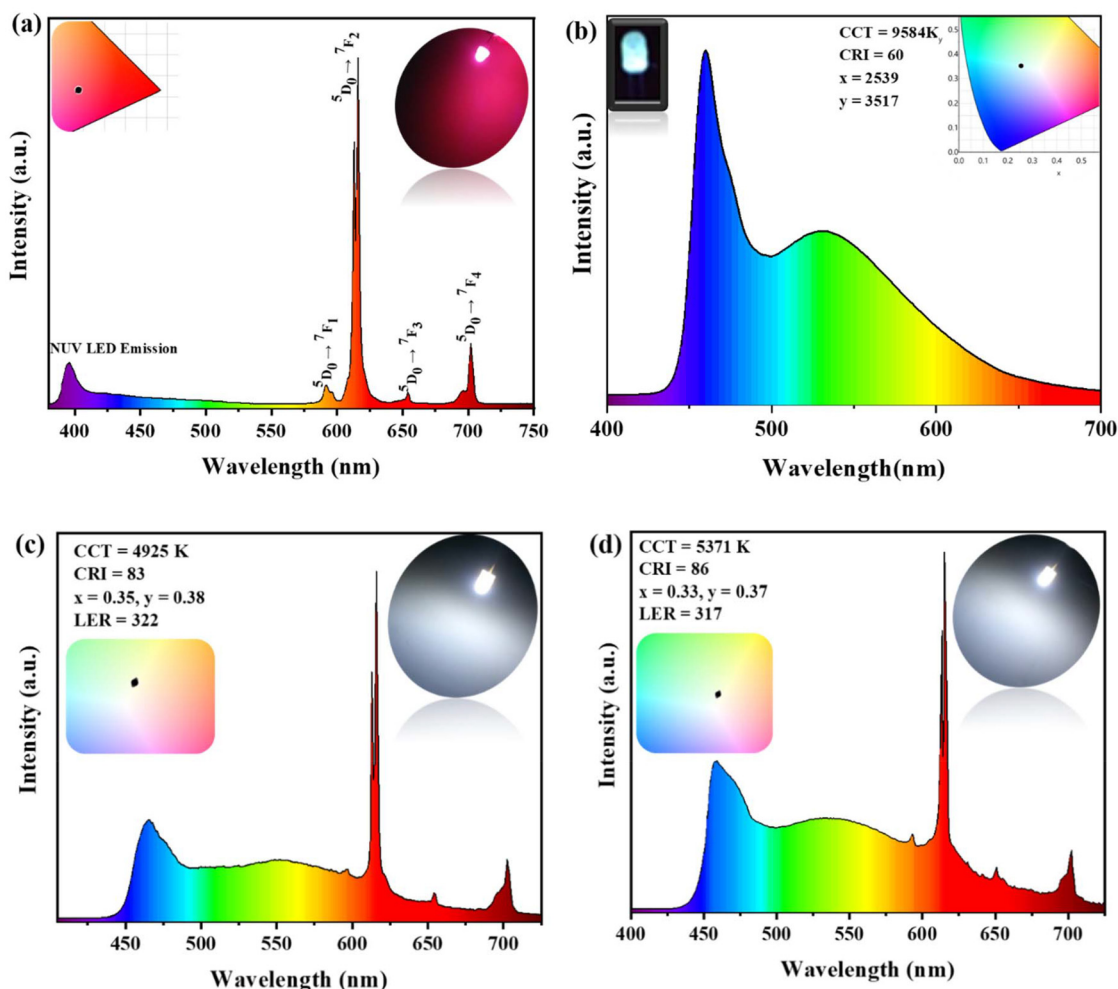 (a)
⁵D₀ → ⁷F₂
NUV LED Emission
⁵D₀ → ⁷F₁
⁵D₀ → ⁷F₃
⁵D₀ → ⁷F₄
Intensity (a.u.)
400 450 500 550 600 650 700 750
Wavelength (nm)
(b)
CCT = 9584K
CRI = 60
x = 2539
y = 3517
y
0.5
0.4
0.3
0.2
0.1
0.0
0.0 0.1 0.2 0.3 0.4 0.5
x
Intensity (a.u.)
400 500 600 700
Wavelength(nm)
(c)
CCT = 4925 K
CRI = 83
x = 0.35, y = 0.38
LER = 322
Intensity (a.u.)
450 500 550 600 650 700
Wavelength (nm)
(d)
CCT = 5371 K
CRI = 86
x = 0.33, y = 0.37
LER = 317
Intensity (a.u.)
400 450 500 550 600 650 700
Wavelength (nm)